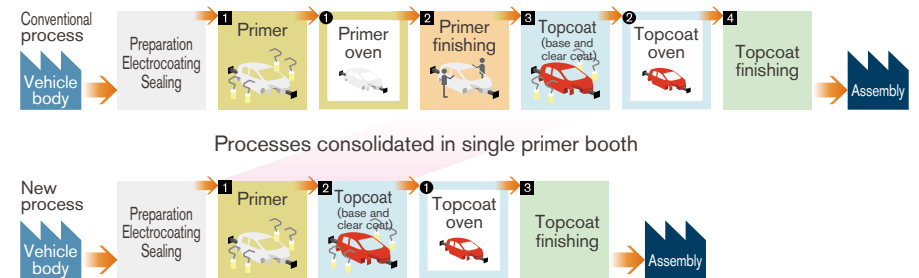 Conventional
process
Vehicle
body
Preparation
Electrocoating
Sealing
1
Primer
1
Primer
oven
2
Primer
finishing
3
Topcoat
(base and
clear coat)
2
Topcoat
oven
4
Topcoat
finishing
Assembly
Processes consolidated in single primer booth
New
process
Vehicle
body
Preparation
Electrocoating
Sealing
1
Primer
2
Topcoat
(base and
clear coat)
1
Topcoat
oven
3
Topcoat
finishing
Assembly